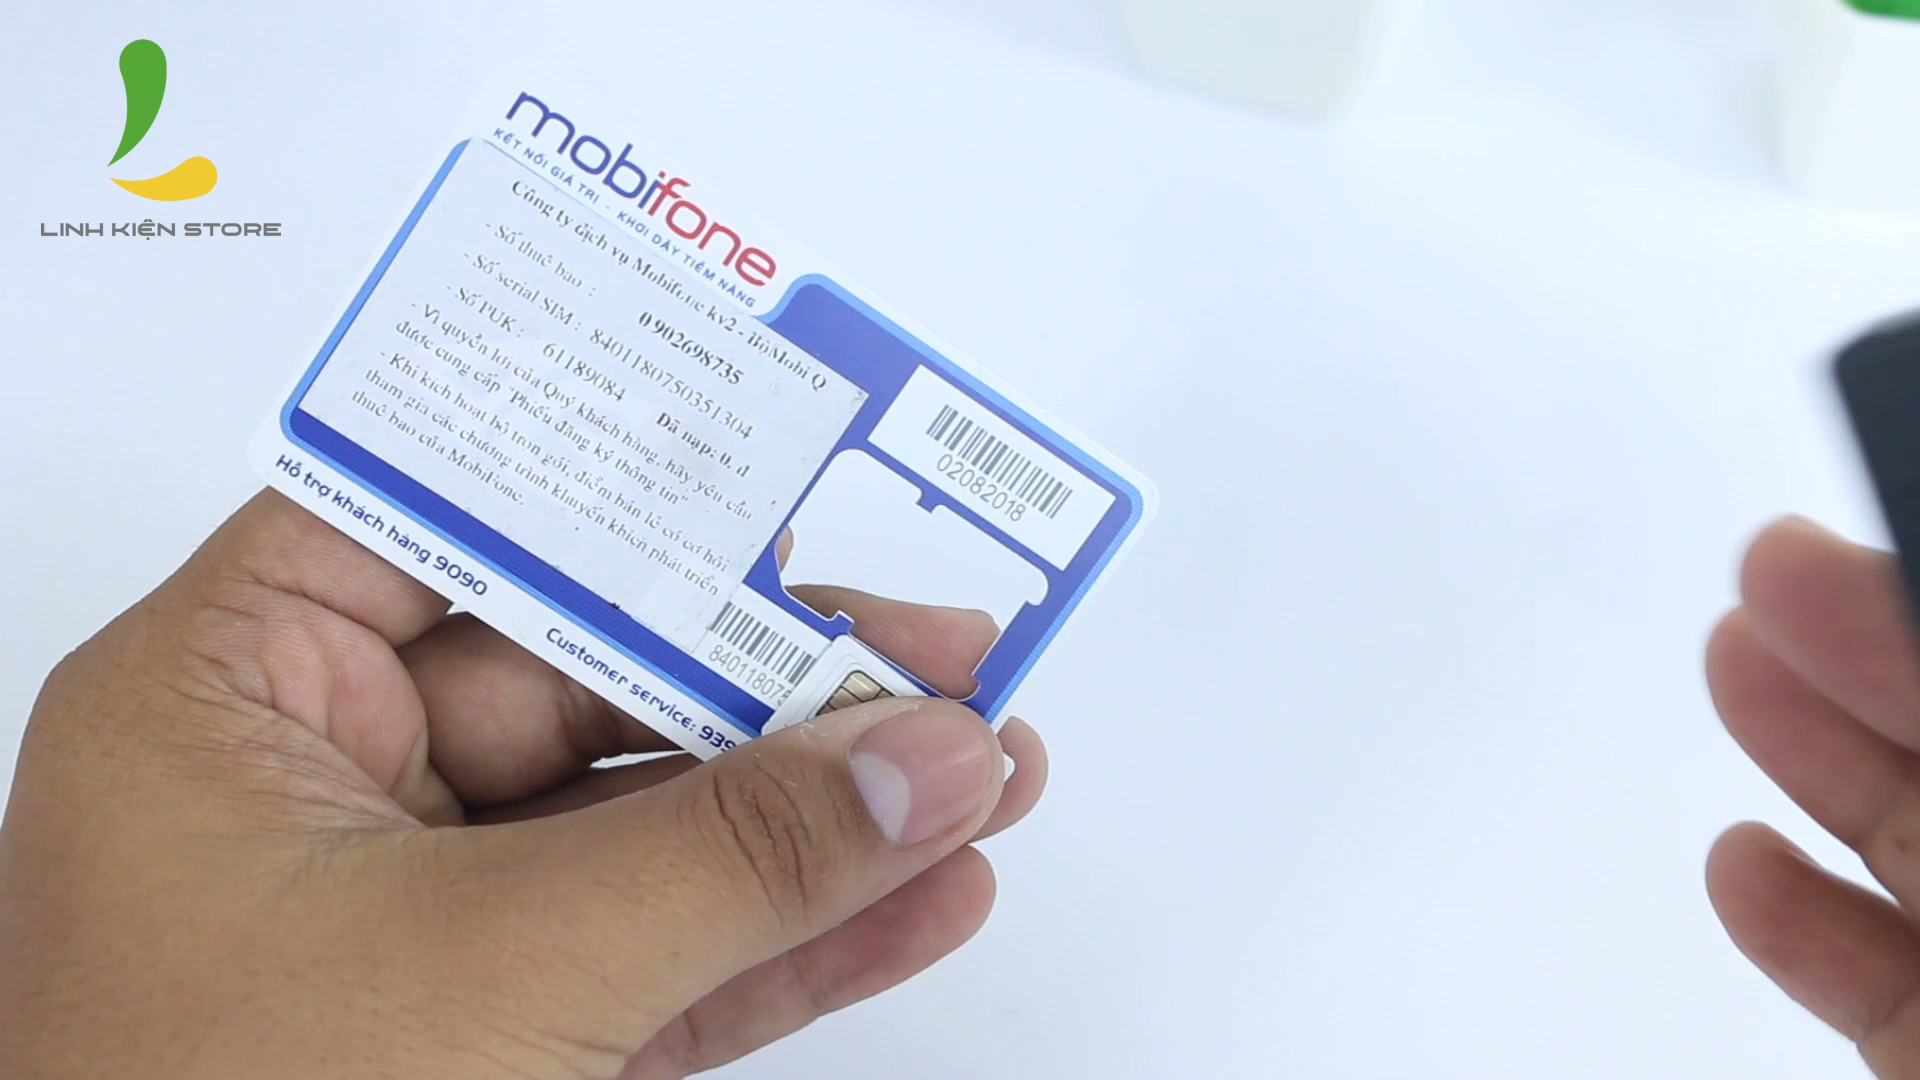 LINH KIỆN STORE
mobifone
KẾT NỐI GIÁ TRỊ - KHƠI DẬY TIỀM NĂNG
Công ty dịch vụ Mobifone kv2 - BộMobi Q
- Số thuê bao : 0902698735
- Số serial SIM : 8401180750351304
- Số PUK : 61189084 Đã nạp: 0. đ
- Vì quyền lợi của Quý khách hàng, hãy yêu cầu
được cung cấp "Phiếu đăng ký thông tin"
- Khi kích hoạt bộ trọn gói, điểm bán lẻ có cơ hội
tham gia các chương trình khuyến khích phát triển
thuê bao của MobiFone.
02082018
84011807
Hỗ trợ khách hàng 9090
Customer service: 939